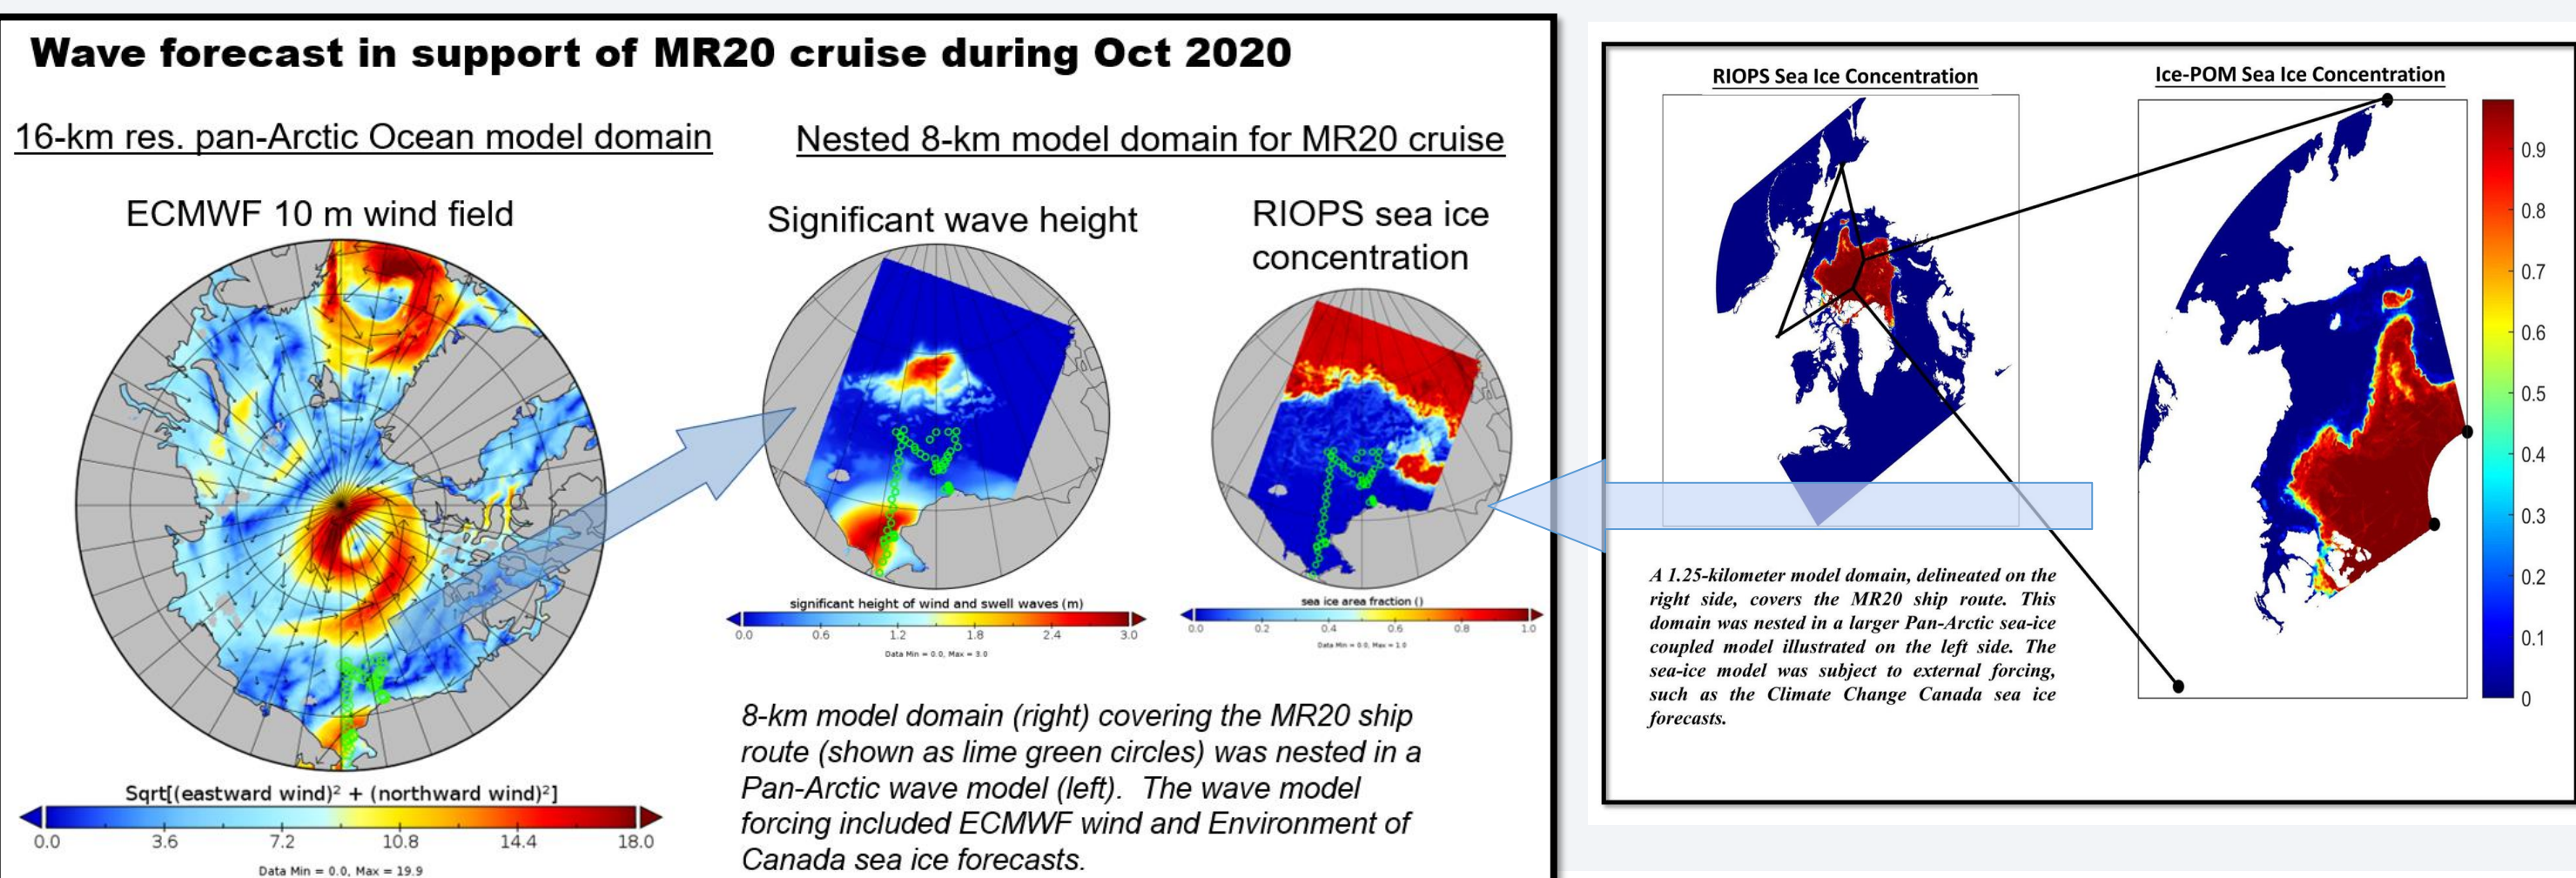 Wave forecast in support of MR20 cruise during Oct 2020
16-km res. pan-Arctic Ocean model domain
Nested 8-km model domain for MR20 cruise
ECMWF 10 m wind field
Significant wave height
RIOPS sea ice
concentration
significant height of wind and swell waves (m)
0.0 0.6 1.2 1.8 2.4 3.0
Data Min = 0.0, Max = 3.0
sea ice area fraction ()
0.0 0.2 0.4 0.6 0.8 1.0
Data Min = 0.0, Max = 1.0
Sqrt[(eastward wind)² + (northward wind)²]
0.0 3.6 7.2 10.8 14.4 18.0
Data Min = 0.0, Max = 19.9
8-km model domain (right) covering the MR20 ship
route (shown as lime green circles) was nested in a
Pan-Arctic wave model (left). The wave model
forcing included ECMWF wind and Environment of
Canada sea ice forecasts.
RIOPS Sea Ice Concentration
Ice-POM Sea Ice Concentration
0.9
0.8
0.7
0.6
0.5
0.4
0.3
0.2
0.1
0
A 1.25-kilometer model domain, delineated on the
right side, covers the MR20 ship route. This
domain was nested in a larger Pan-Arctic sea-ice
coupled model illustrated on the left side. The
sea-ice model was subject to external forcing,
such as the Climate Change Canada sea ice
forecasts.